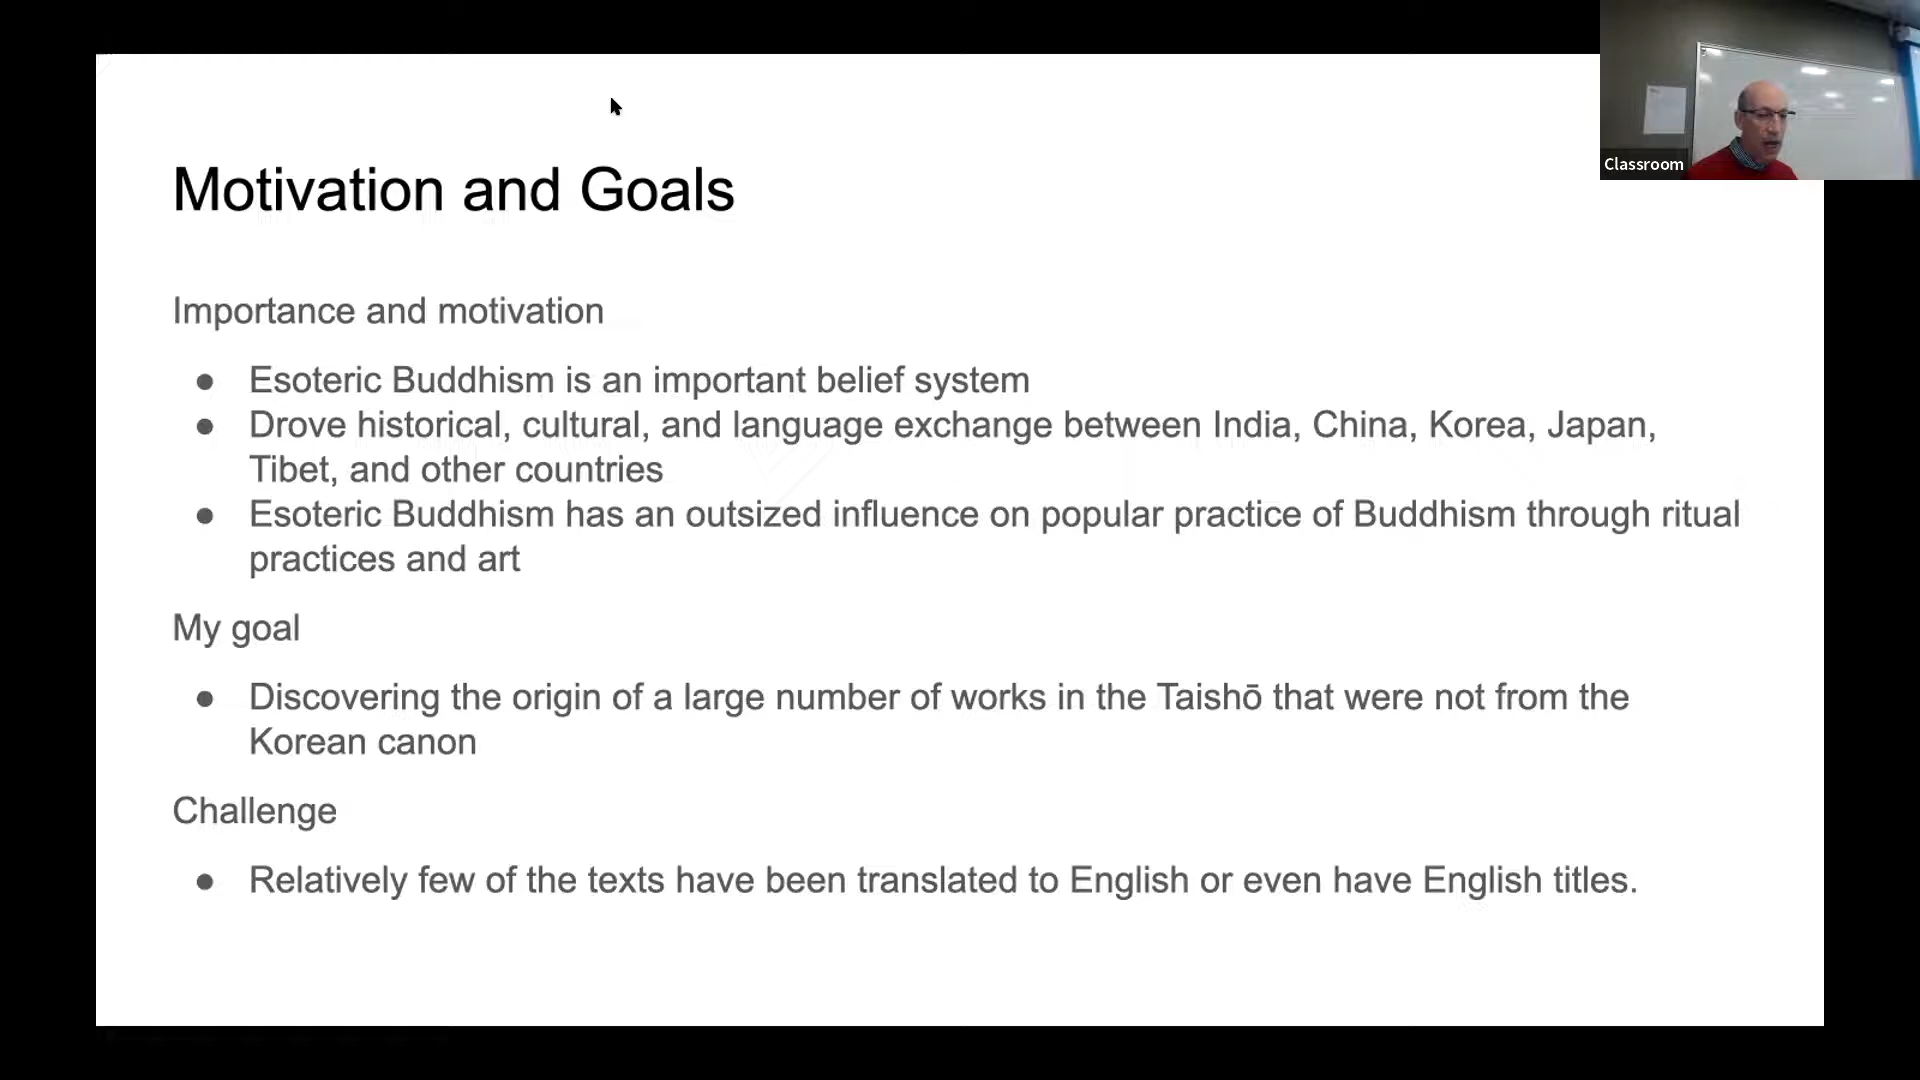 Motivation and Goals
Classroom
Importance and motivation
● Esoteric Buddhism is an important belief system
● Drove historical, cultural, and language exchange between India, China, Korea, Japan,
Tibet, and other countries
● Esoteric Buddhism has an outsized influence on popular practice of Buddhism through ritual
practices and art
My goal
● Discovering the origin of a large number of works in the Taishō that were not from the
Korean canon
Challenge
● Relatively few of the texts have been translated to English or even have English titles.